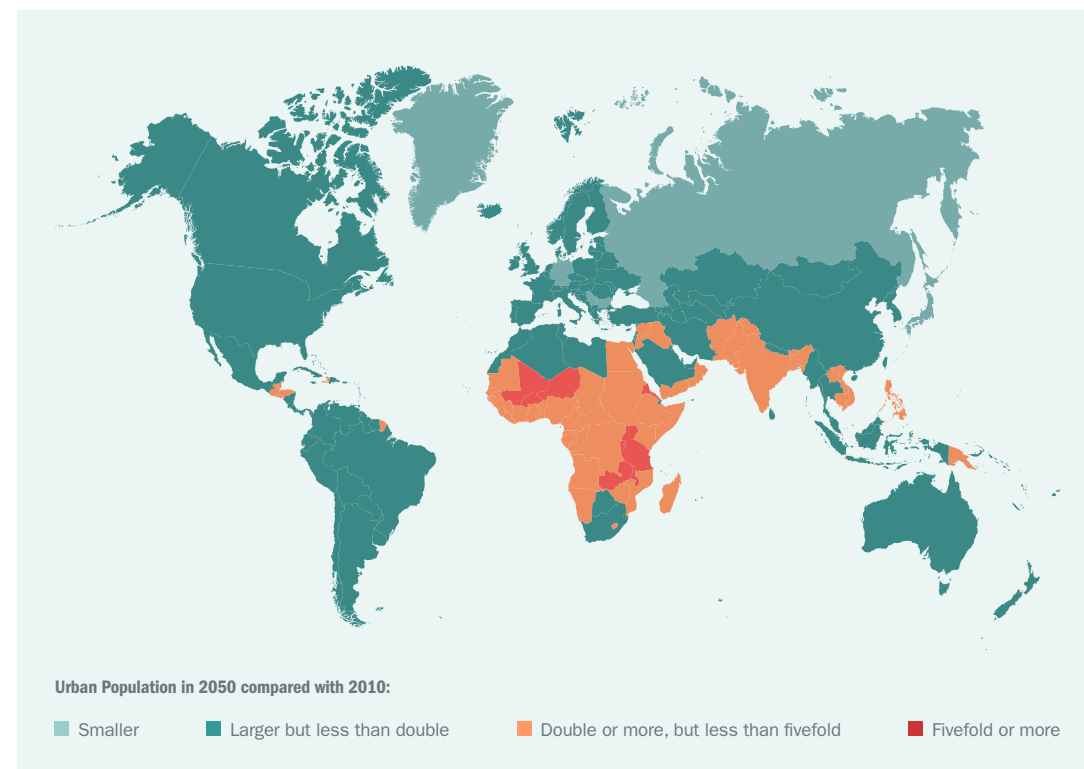 Urban Population in 2050 compared with 2010:
Smaller Larger but less than double Double or more, but less than fivefold Fivefold or more